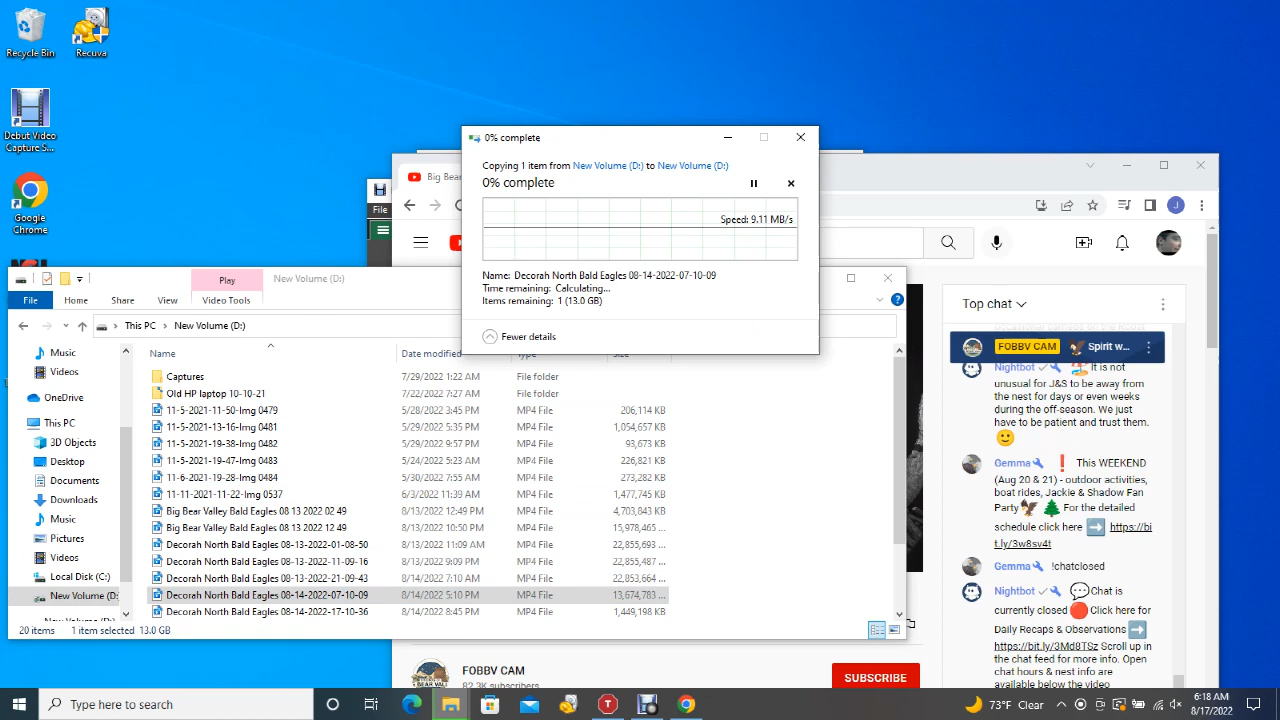 Recycle Bin
Recuva
Debut Video
Capture S...
Google
Chrome
0% complete
Copying 1 item from New Volume (D:) to New Volume (D:)
0% complete
Speed: 9.11 MB/s
Name: Decorah North Bald Eagles 08-14-2022-07-10-09
Time remaining: Calculating...
Items remaining: 1 (13.0 GB)
Fewer details
Big Bear
File
J
Play
New Volume (D:)
File Home Share View Video Tools
This PC > New Volume (D:)
Music
Videos
OneDrive
This PC
3D Objects
Desktop
Documents
Downloads
Music
Pictures
Videos
Local Disk (C:)
New Volume (D:
Name Date modified
Captures 7/29/2022 1:22 AM File folder
Old HP laptop 10-10-21 7/22/2022 7:27 AM File folder
11-5-2021-11-50-Img 0479 5/28/2022 3:45 PM MP4 File 206,114 KB
11-5-2021-13-16-Img 0481 5/29/2022 5:35 PM MP4 File 1,054,657 KB
11-5-2021-19-38-Img 0482 5/29/2022 9:57 PM MP4 File 93,673 KB
11-5-2021-19-47-Img 0483 5/24/2022 5:23 AM MP4 File 226,821 KB
11-6-2021-19-28-Img 0484 5/30/2022 7:55 AM MP4 File 273,282 KB
11-11-2021-11-22-Img 0537 6/3/2022 11:39 AM MP4 File 1,477,745 KB
Big Bear Valley Bald Eagles 08 13 2022 02 49 8/13/2022 12:49 PM MP4 File 4,703,843 KB
Big Bear Valley Bald Eagles 08 13 2022 12 49 8/13/2022 10:50 PM MP4 File 15,978,465 ...
Decorah North Bald Eagles 08-13-2022-01-08-50 8/13/2022 11:09 AM MP4 File 22,855,693 ...
Decorah North Bald Eagles 08-13-2022-11-09-16 8/13/2022 9:09 PM MP4 File 22,855,487 ...
Decorah North Bald Eagles 08-13-2022-21-09-43 8/14/2022 7:10 AM MP4 File 22,853,664 ...
Decorah North Bald Eagles 08-14-2022-07-10-09 8/14/2022 5:10 PM MP4 File 13,674,783 ...
Decorah North Bald Eagles 08-14-2022-17-10-36 8/14/2022 8:45 PM MP4 File 1,449,198 KB
20 items 1 item selected 13.0 GB
Top chat
FOBBV CAM Spirit w...
Nightbot It is not
unusual for J&S to be away from
the nest for days or even weeks
during the off-season. We just
have to be patient and trust them.
Gemma This WEEKEND
(Aug 20 & 21) - outdoor activities,
boat rides, Jackie & Shadow Fan
Party For the detailed
schedule click here https://bi
t.ly/3w8sv4t
Gemma !chatclosed
Nightbot Chat is
currently closed Click here for
Daily Recaps & Observations
https://bit.ly/3Md8TSz Scroll up in
the chat feed for more info. Open
chat hours & nest info are
available below the video
FOBBV CAM
82.3K subscribers
SUBSCRIBE
Type here to search
73°F Clear
6:18 AM
8/17/2022